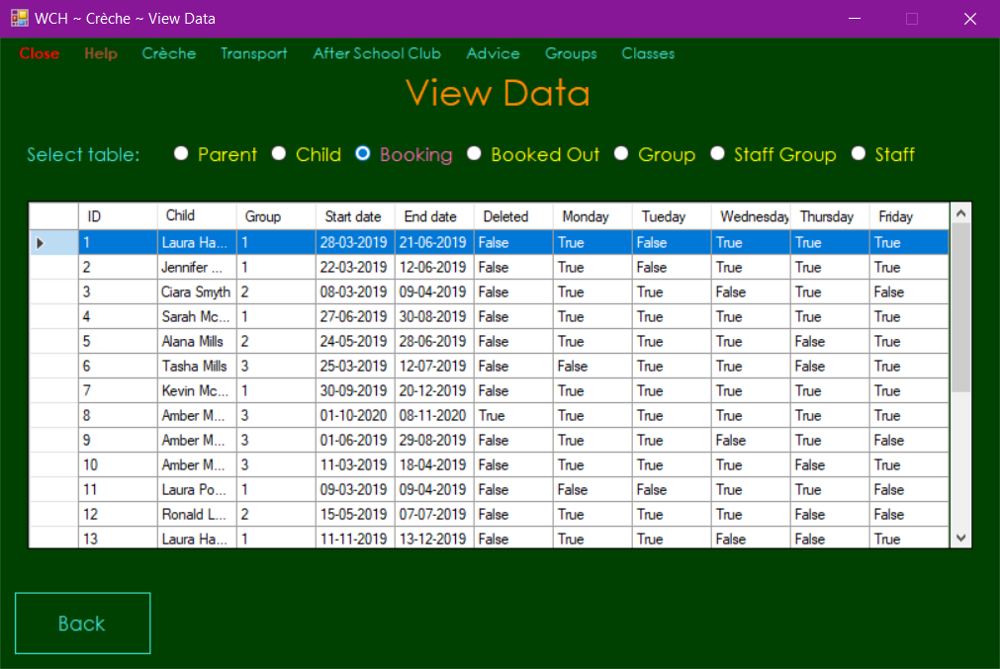 WCH ~ Crèche ~ View Data
Close Help Crèche Transport After School Club Advice Groups Classes
View Data
Select table: Parent Child Booking Booked Out Group Staff Group Staff
ID Child Group Start date End date Deleted Monday Tueday Wednesday Thursday Friday
1 Laura Ha... 1 28-03-2019 21-06-2019 False True False True True True
2 Jennifer ... 1 22-03-2019 12-06-2019 False True False True True True
3 Ciara Smyth 2 08-03-2019 09-04-2019 False True True False True False
4 Sarah Mc... 1 27-06-2019 30-08-2019 False True True True True True
5 Alana Mills 2 24-05-2019 28-06-2019 False True True True False True
6 Tasha Mills 3 25-03-2019 12-07-2019 False False True True False True
7 Kevin Mc... 1 30-09-2019 20-12-2019 False True True True True True
8 Amber M... 3 01-10-2020 08-11-2020 True True True True True True
9 Amber M... 3 01-06-2019 29-08-2019 False True True False True False
10 Amber M... 3 11-03-2019 18-04-2019 False True True True False True
11 Laura Po... 1 09-03-2019 09-04-2019 False False False True True False
12 Ronald L... 2 15-05-2019 07-07-2019 False True True True False False
13 Laura Ha... 1 11-11-2019 13-12-2019 False True True False False True
Back